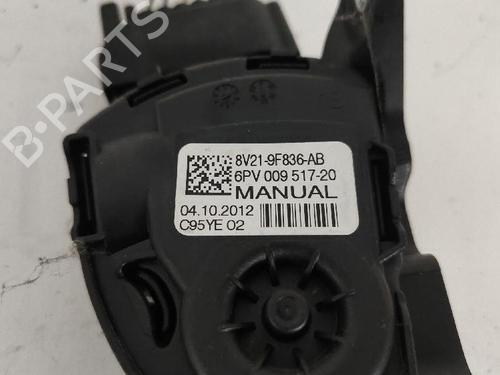 B-PARTS
8V21-9F836-AB
6PV 009 517-20
MANUAL
04.10.2012
C95YE 02